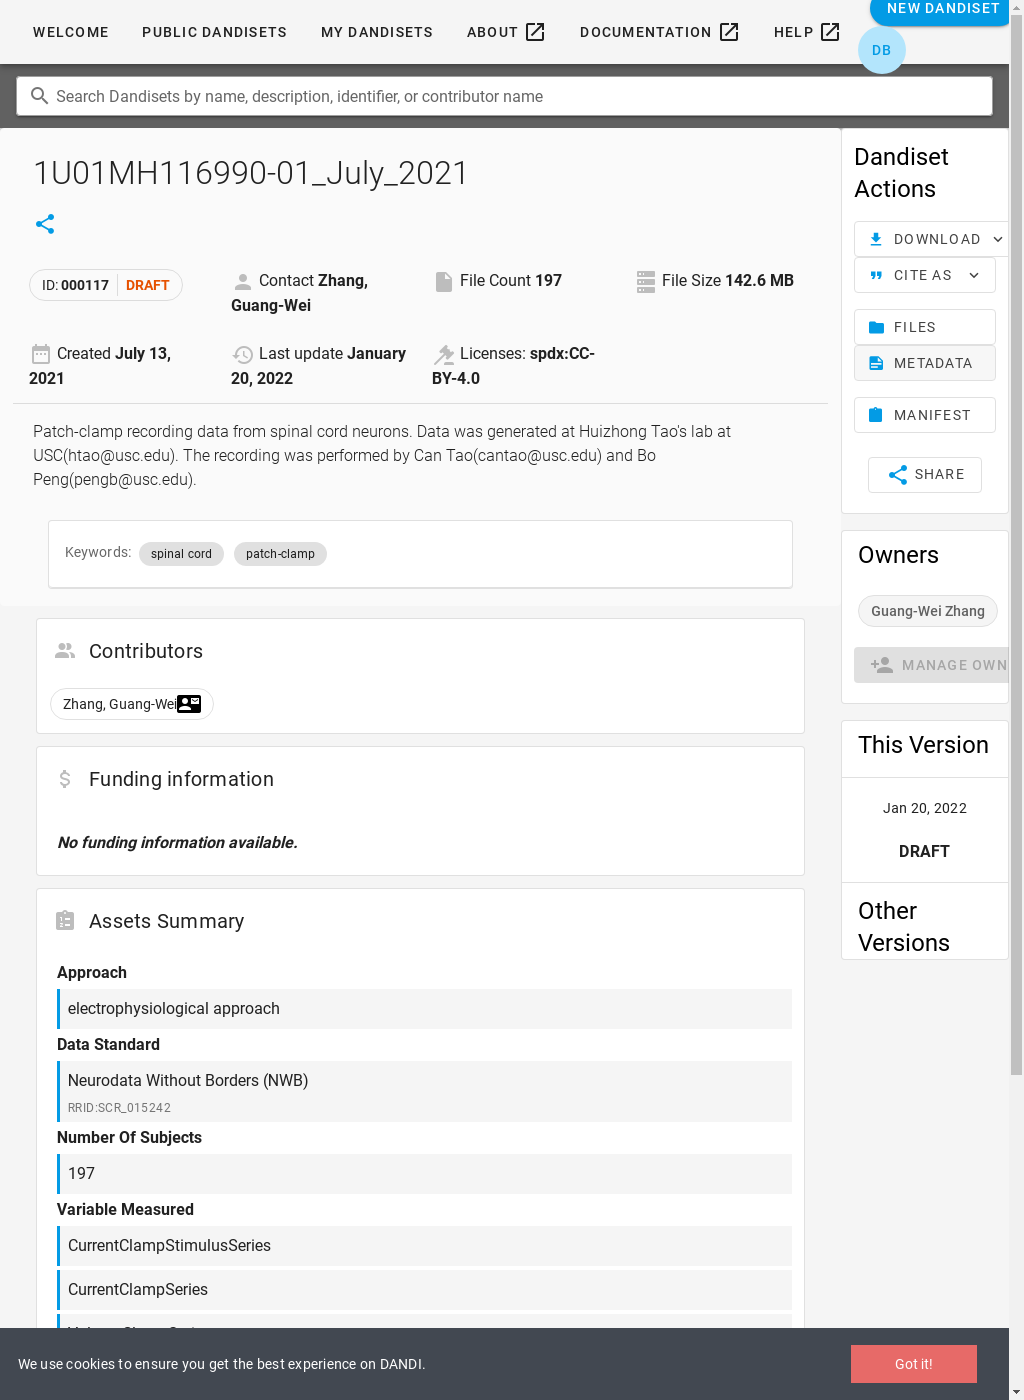 WELCOME PUBLIC DANDISETS MY DANDISETS ABOUT DOCUMENTATION HELP NEW DANDISET
DB
Search Dandisets by name, description, identifier, or contributor name
1U01MH116990-01_July_2021
ID: 000117 DRAFT
Contact Zhang,
Guang-Wei
File Count 197
File Size 142.6 MB
Created July 13,
2021
Last update January
20, 2022
Licenses: spdx:CC-
BY-4.0
Patch-clamp recording data from spinal cord neurons. Data was generated at Huizhong Tao's lab at
USC(htao@usc.edu). The recording was performed by Can Tao(cantao@usc.edu) and Bo
Peng(pengb@usc.edu).
Keywords: spinal cord patch-clamp
Contributors
Zhang, Guang-Wei
Funding information
No funding information available.
Assets Summary
Approach
electrophysiological approach
Data Standard
Neurodata Without Borders (NWB)
RRID:SCR_015242
Number Of Subjects
197
Variable Measured
CurrentClampStimulusSeries
CurrentClampSeries
Dandiset
Actions
DOWNLOAD
CITE AS
FILES
METADATA
MANIFEST
SHARE
Owners
Guang-Wei Zhang
MANAGE OWN
This Version
Jan 20, 2022
DRAFT
Other
Versions
We use cookies to ensure you get the best experience on DANDI.
Got it!